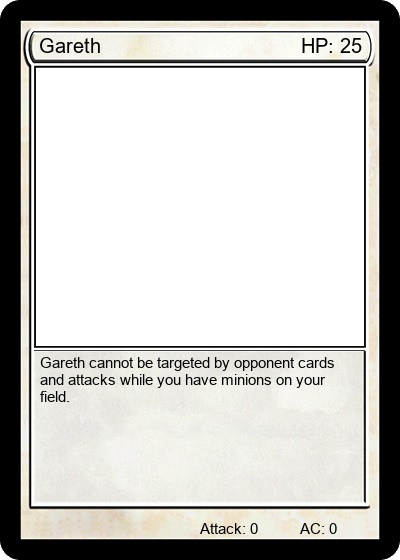 Gareth HP: 25
Gareth cannot be targeted by opponent cards
and attacks while you have minions on your
field.
Attack: 0 AC: 0